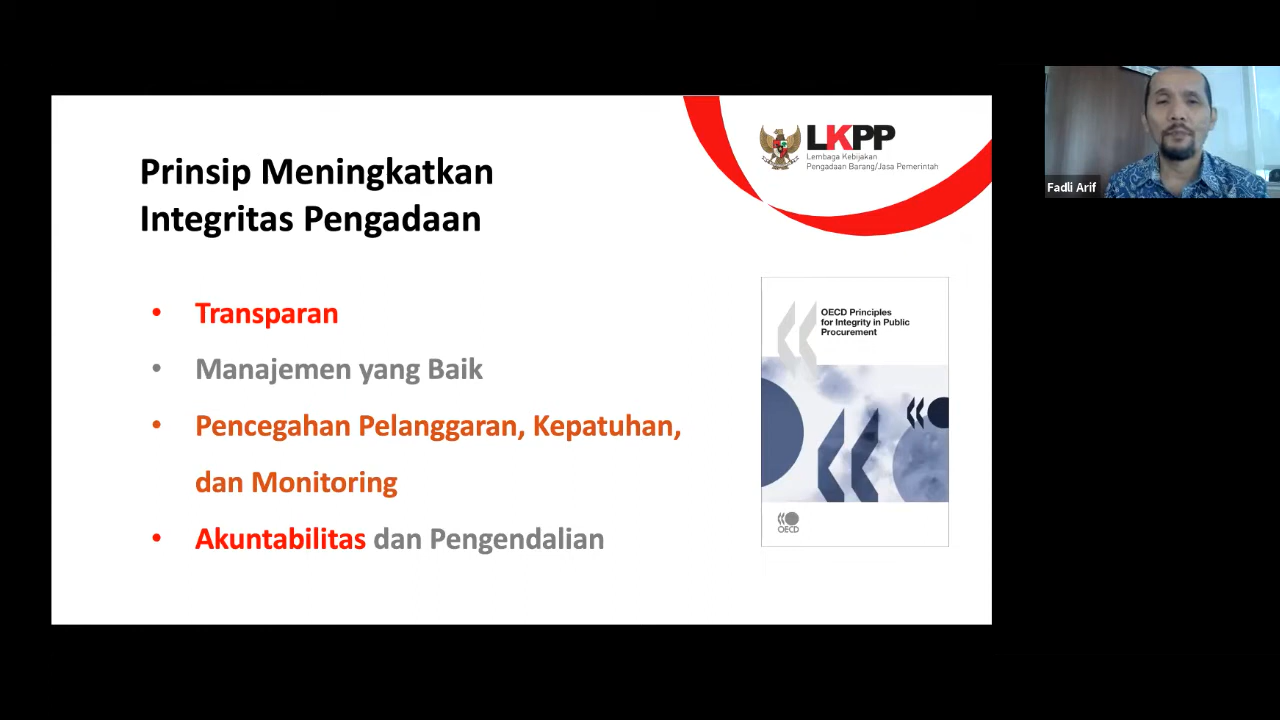 Prinsip Meningkatkan
Integritas Pengadaan
LKPP
Lembaga Kebijakan
Pengadaan Barang/Jasa Pemerintah
• Transparan
• Manajemen yang Baik
• Pencegahan Pelanggaran, Kepatuhan,
dan Monitoring
• Akuntabilitas dan Pengendalian
OECD Principles
for Integrity in Public
Procurement
OECD
Fadli Arif